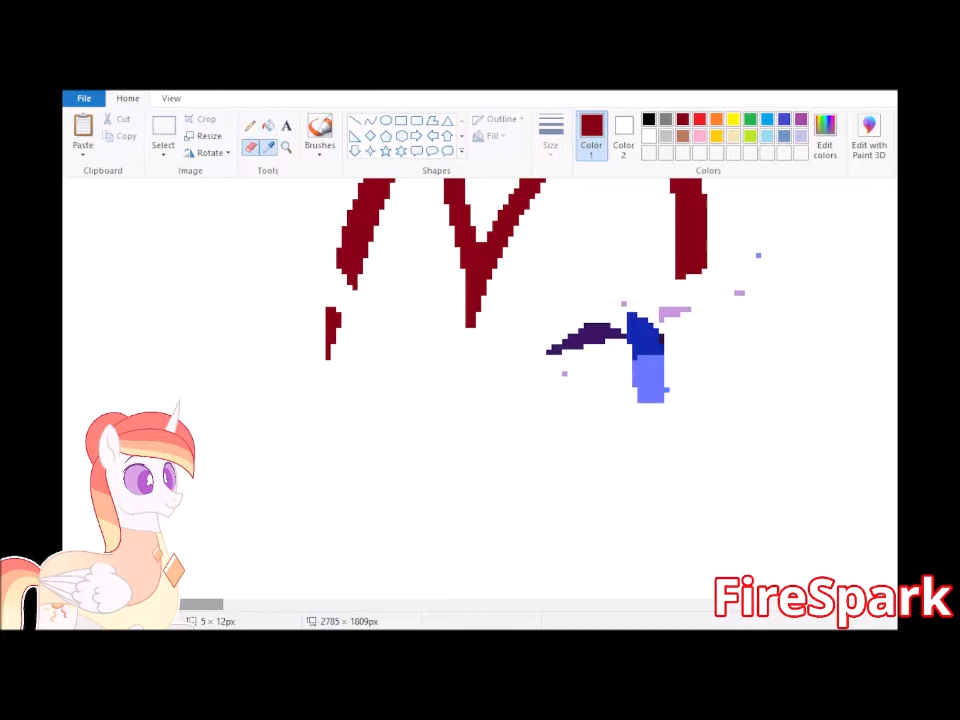 File Home View
Paste
Cut
Copy
Clipboard
Select
Crop
Resize
Rotate
Image
A
Tools
Brushes
Outline
Fill
Shapes
Size
Color 1
Color 2
Edit colors
Colors
Edit with Paint 3D
5 × 12px
2785 × 1809px
FireSpark